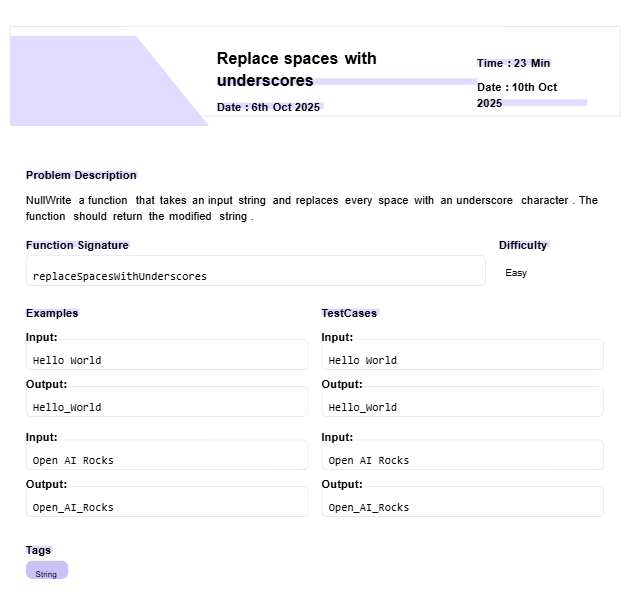 Replace spaces with
underscores
Date : 6th Oct 2025
Time : 23 Min
Date : 10th Oct
2025
Problem Description
NullWrite a function that takes an input string and replaces every space with an underscore character . The
function should return the modified string .
Function Signature
Difficulty
replaceSpacesWithUnderscores
Easy
Examples
TestCases
Input:
Input:
Hello World
Hello World
Output:
Output:
Hello_World
Hello_World
Input:
Input:
Open AI Rocks
Open AI Rocks
Output:
Output:
Open_AI_Rocks
Open_AI_Rocks
Tags
String